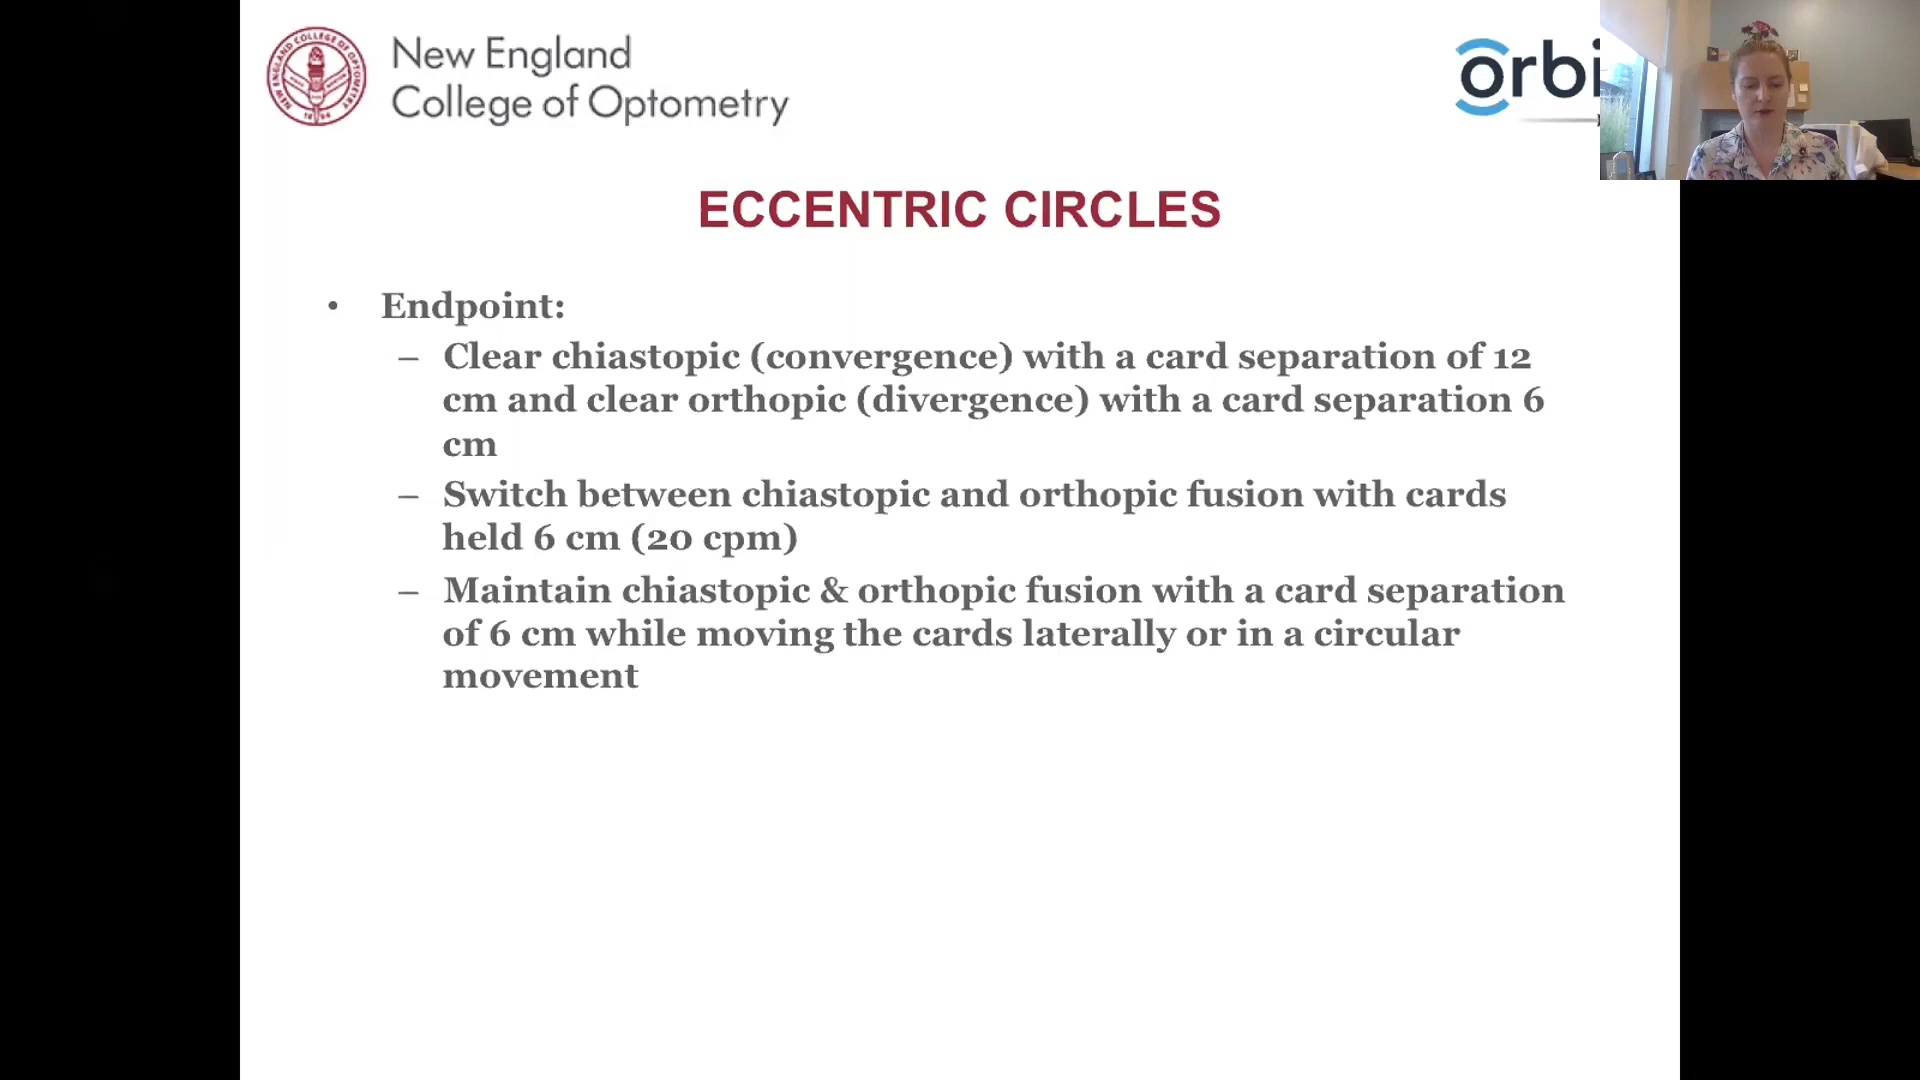 New England
College of Optometry
orbi
ECCENTRIC CIRCLES
• Endpoint:
– Clear chiastopic (convergence) with a card separation of 12
cm and clear orthopic (divergence) with a card separation 6
cm
– Switch between chiastopic and orthopic fusion with cards
held 6 cm (20 cpm)
– Maintain chiastopic & orthopic fusion with a card separation
of 6 cm while moving the cards laterally or in a circular
movement